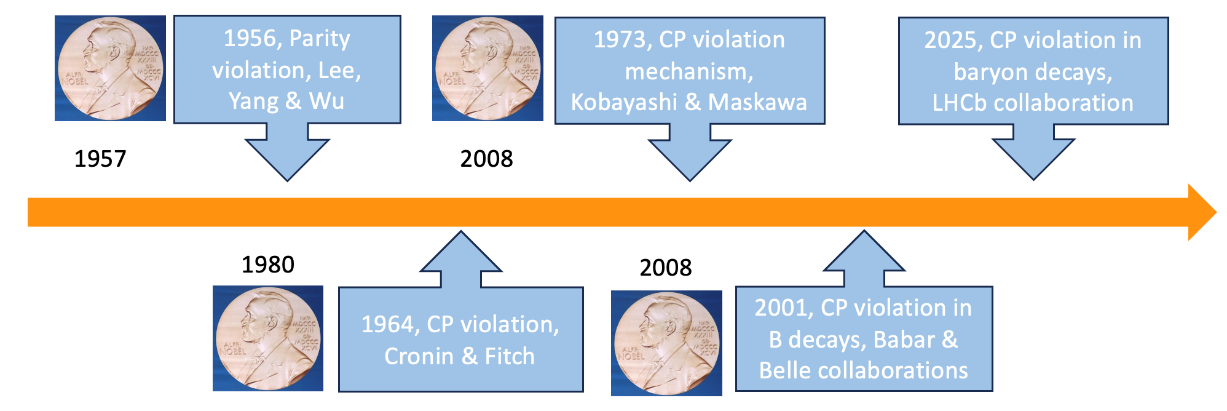 1956, Parity
violation, Lee,
Yang & Wu
1957
1973, CP violation
mechanism,
Kobayashi & Maskawa
2008
2025, CP violation in
baryon decays,
LHCb collaboration
1980
1964, CP violation,
Cronin & Fitch
2008
2001, CP violation in
B decays, Babar &
Belle collaborations